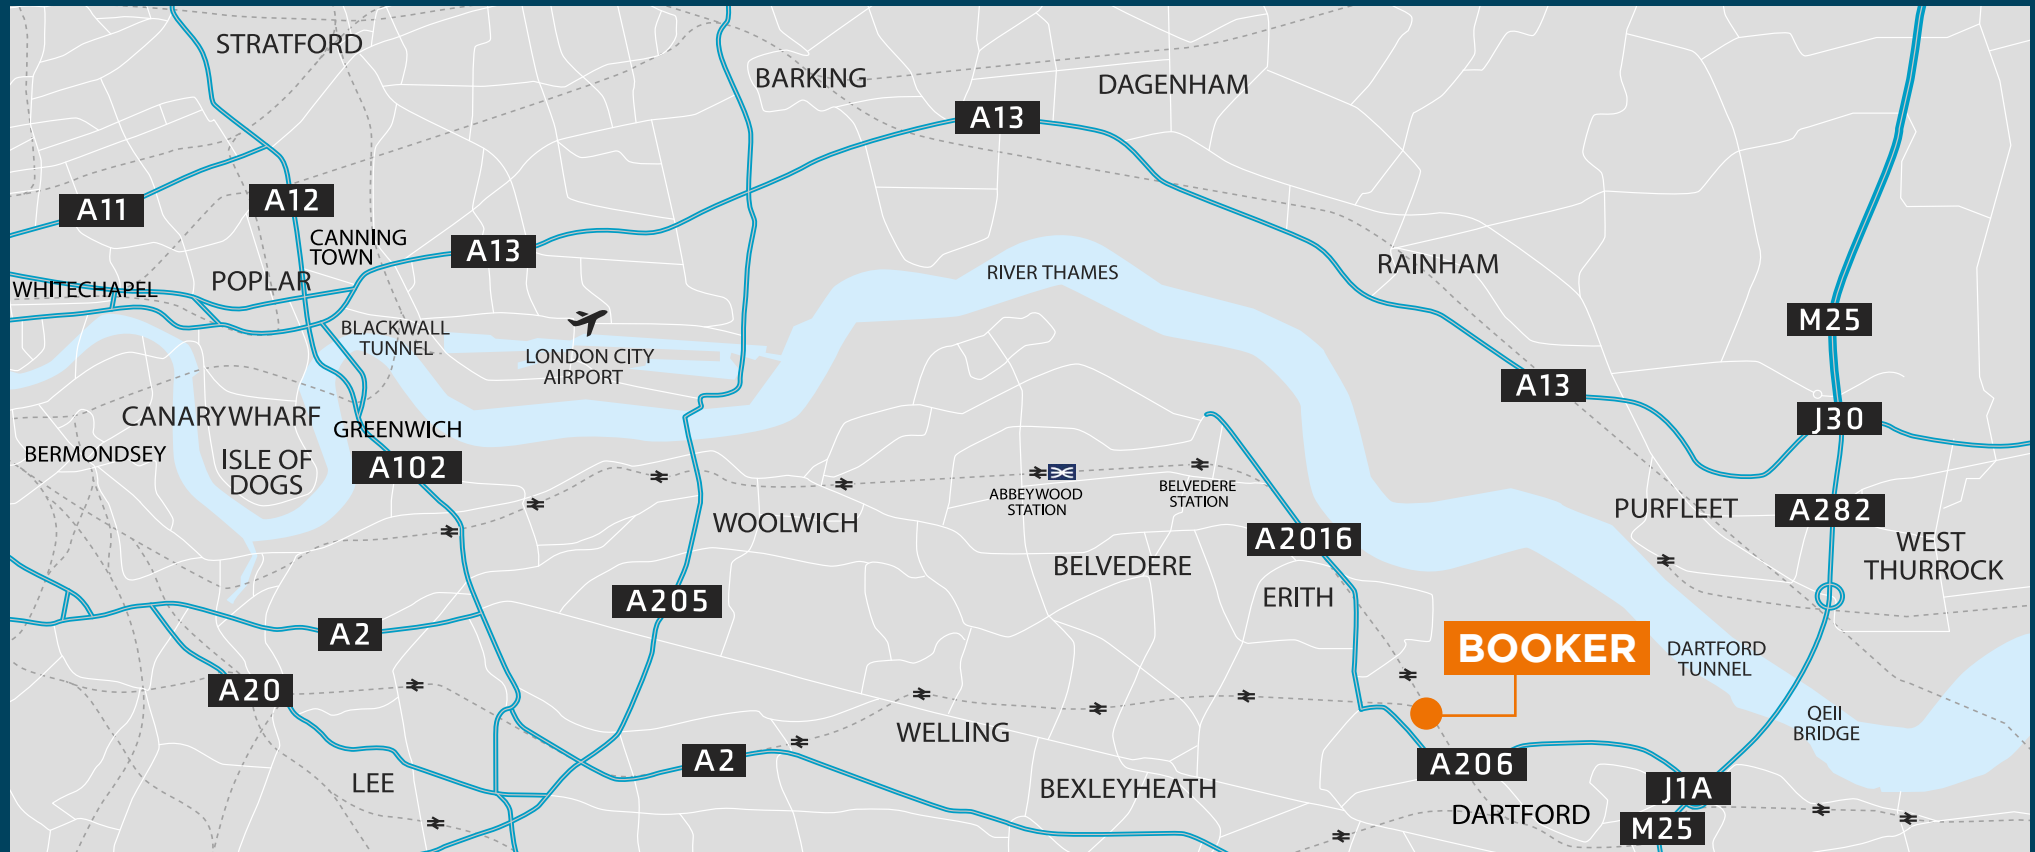 STRATFORD
BARKING
DAGENHAM
A13
A12
A11
CANNING
TOWN
A13
POPLAR
WHITECHAPEL
RIVER THAMES
RAINHAM
M25
BLACKWALL
TUNNEL
LONDON CITY
AIRPORT
A13
J30
CANARY WHARF
GREENWICH
BERMONDSEY
ISLE OF
DOGS
A102
ABBEYWOOD
STATION
BELVEDERE
STATION
WOOLWICH
PURFLEET
A282
A2016
WEST
THURROCK
BELVEDERE
ERITH
A205
A2
BOOKER
DARTFORD
TUNNEL
A20
QEII
BRIDGE
WELLING
A2
A206
LEE
BEXLEYHEATH
J1A
DARTFORD
M25